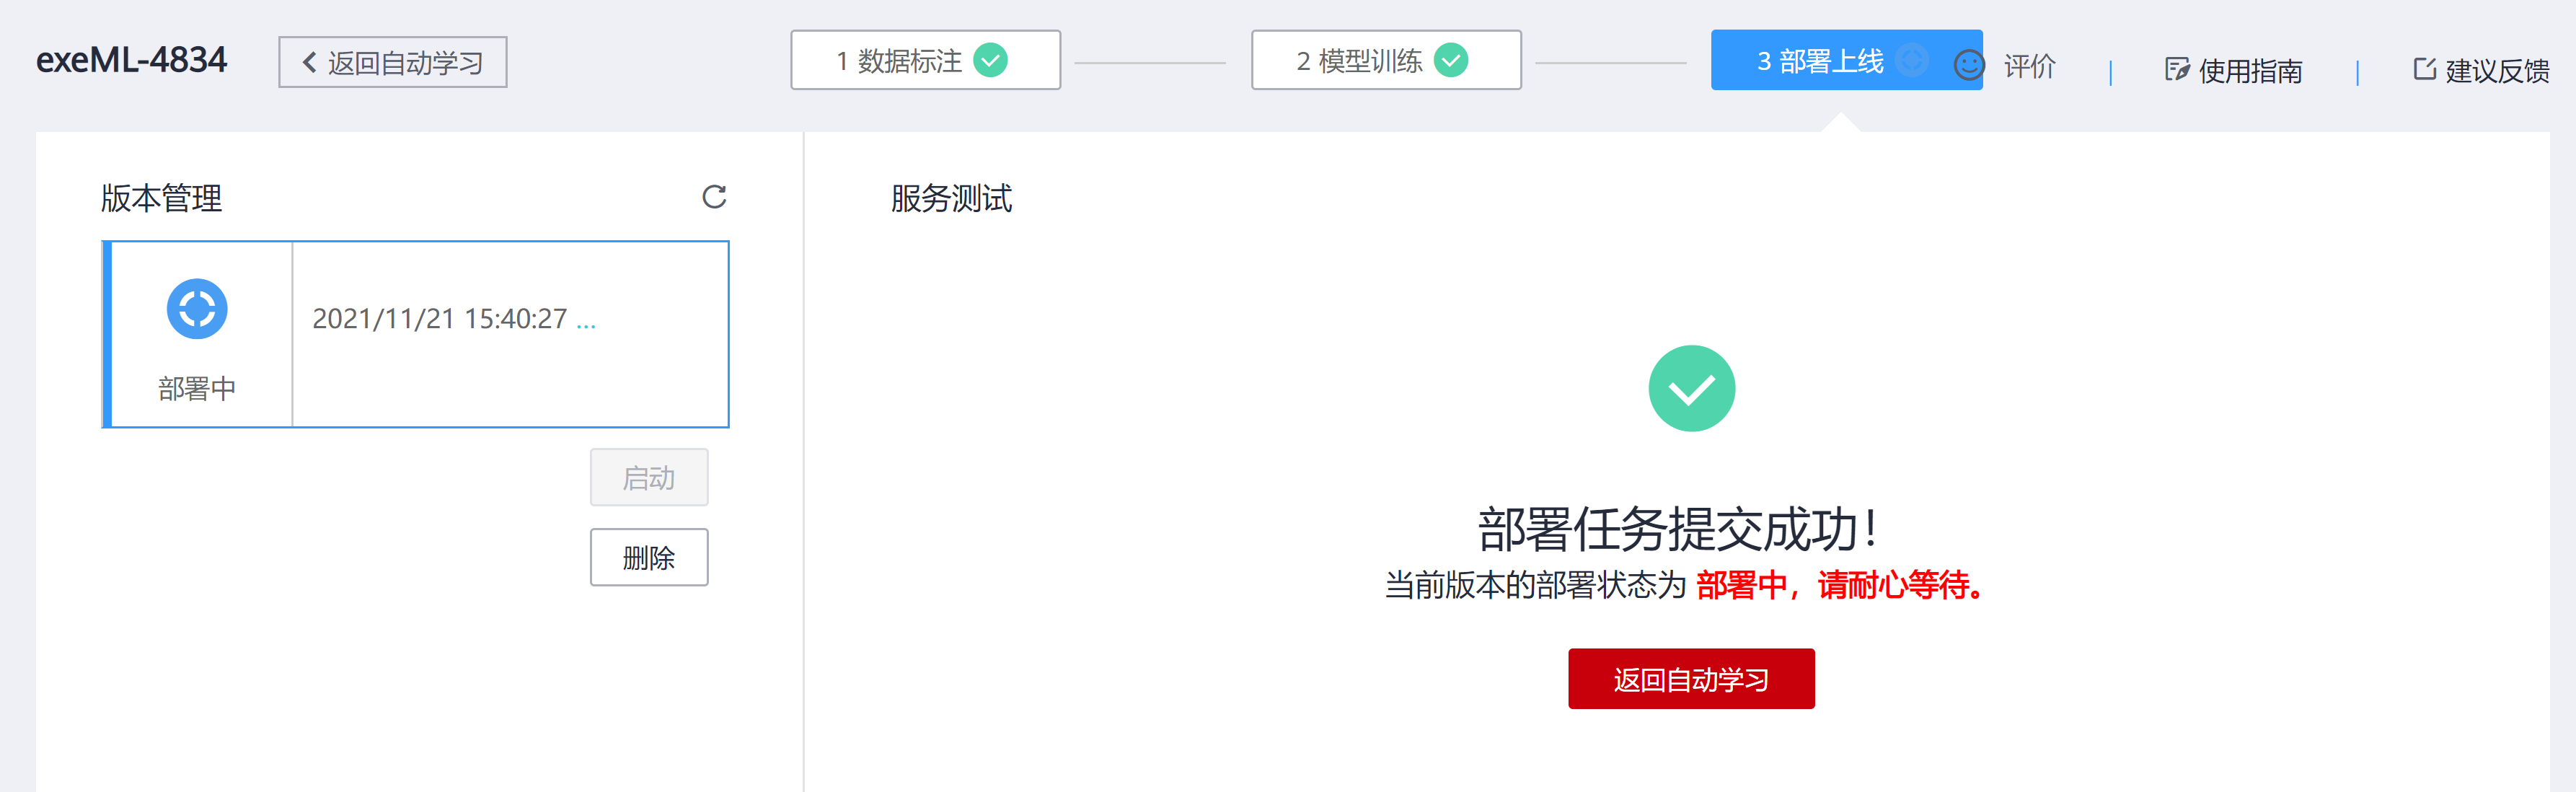 exeML-4834
返回自动学习
1 数据标注
2 模型训练
3 部署上线
评价
使用指南
建议反馈
版本管理
2021/11/21 15:40:27 ...
部署中
启动
删除
服务测试
部署任务提交成功！
当前版本的部署状态为 部署中，请耐心等待。
返回自动学习